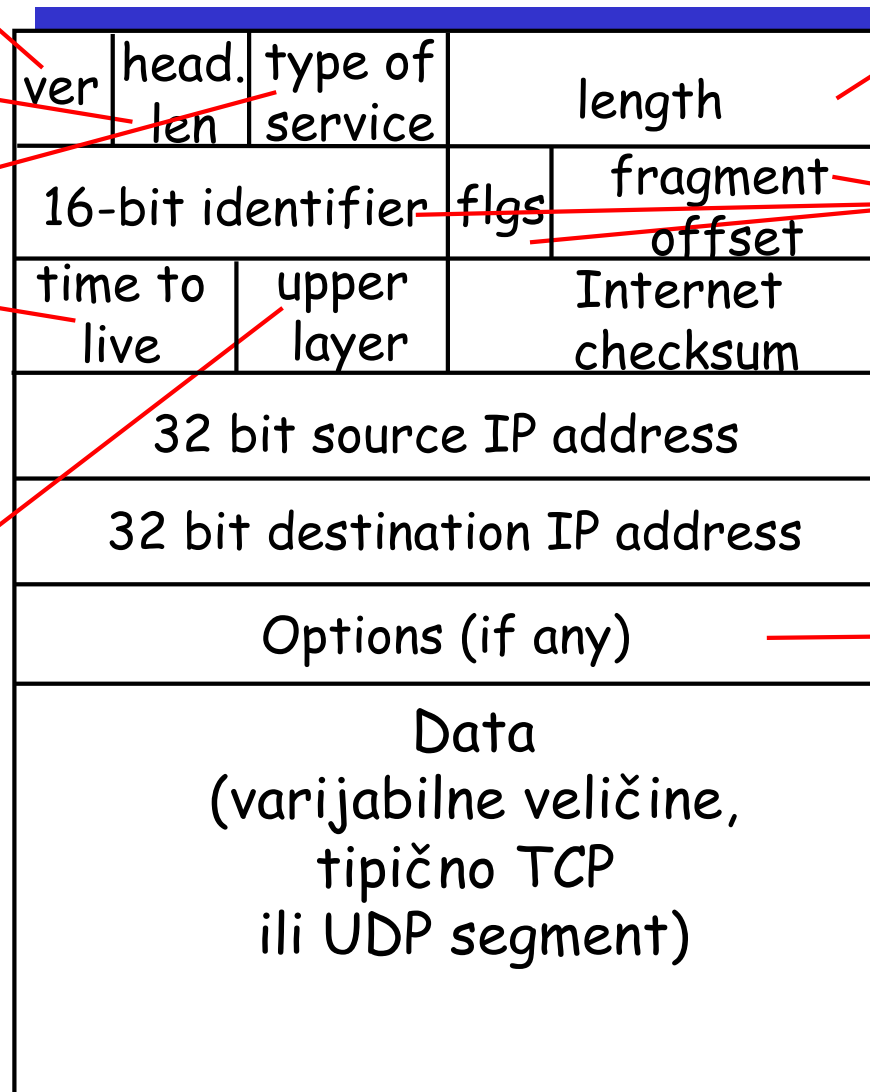 ver
head.
len
type of
service
length
16-bit identifier
flgs
fragment
offset
time to
live
upper
layer
Internet
checksum
32 bit source IP address
32 bit destination IP address
Options (if any)
Data
(varijabilne veličine,
tipično TCP
ili UDP segment)